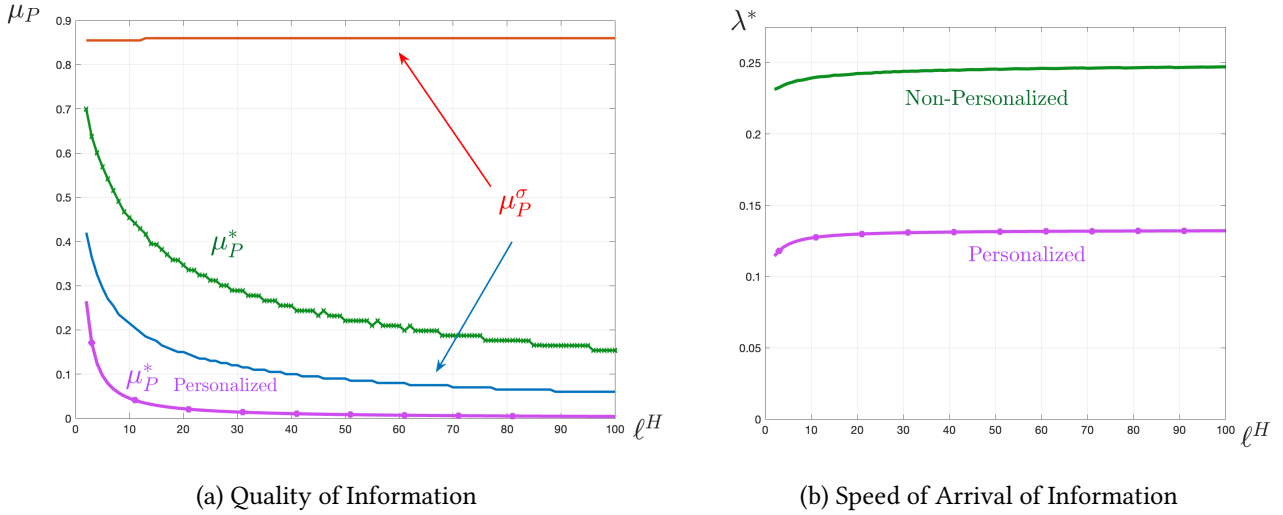 μ_P
0.9
0.8
0.7
0.6
0.5
0.4
0.3
0.2
0.1
0
μ_P^σ
μ_P^*
μ_P^* Personalized
0 10 20 30 40 50 60 70 80 90 100
ℓ^H
(a) Quality of Information
λ^*
0.25
0.2
0.15
0.1
0.05
0
Non-Personalized
Personalized
0 10 20 30 40 50 60 70 80 90 100
ℓ^H
(b) Speed of Arrival of Information